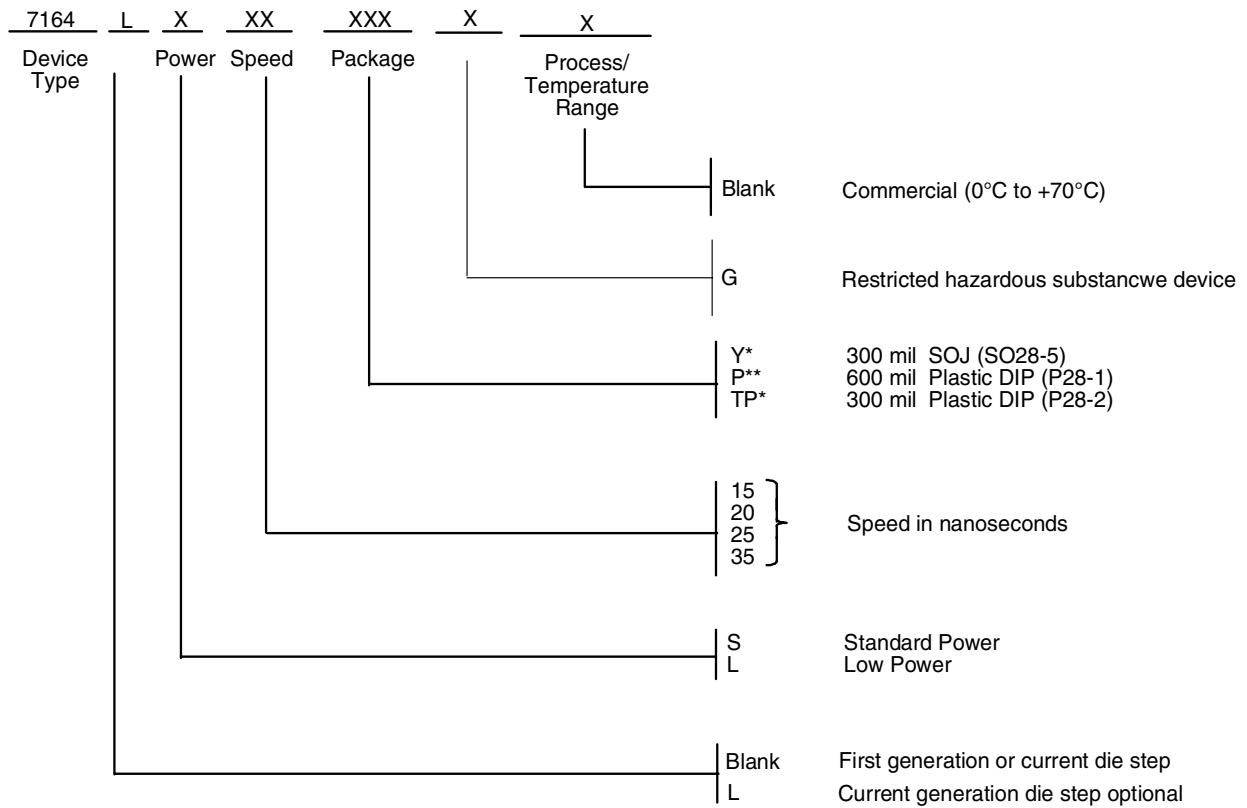 7164 L X XX XXX X X
Device Type
Power
Speed
Package
Process/
Temperature
Range
Blank Commercial (0°C to +70°C)
G Restricted hazardous substancwe device
Y* 300 mil SOJ (SO28-5)
P** 600 mil Plastic DIP (P28-1)
TP* 300 mil Plastic DIP (P28-2)
15
20
25
35
Speed in nanoseconds
S Standard Power
L Low Power
Blank First generation or current die step
L Current generation die step optional